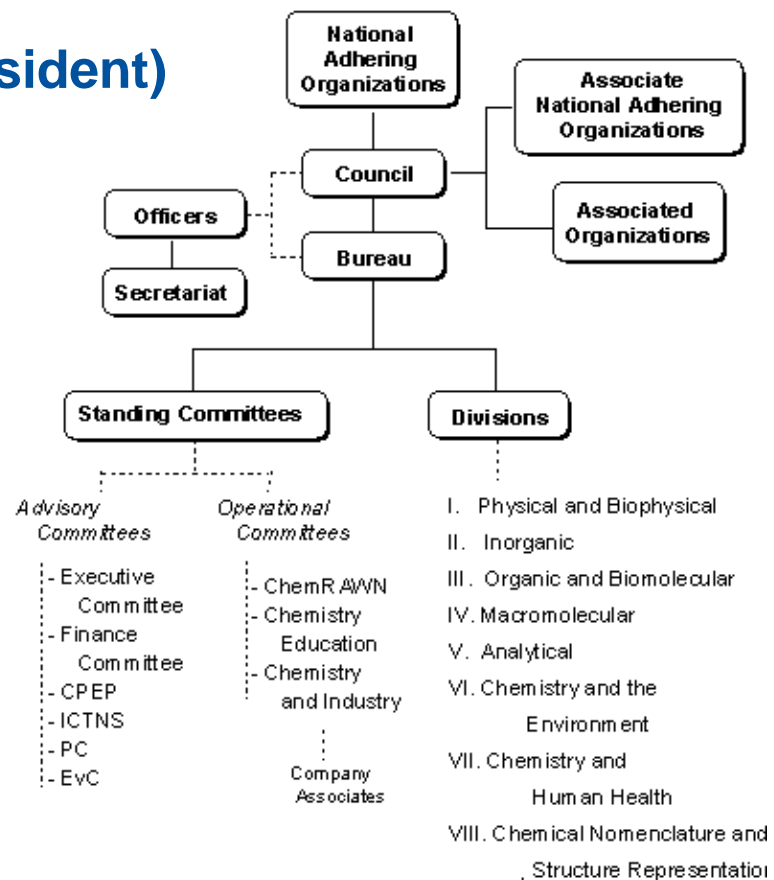 sident)
National
Adhering
Organizations
Associate
National Adhering
Organizations
Council
Officers
Associated
Organizations
Bureau
Secretariat
Standing Committees
Divisions
Advisory
Committees
- Executive
Committee
- Finance
Committee
- CPEP
- ICTNS
- PC
- EvC
Operational
Committees
- ChemRAWN
- Chemistry
Education
- Chemistry
and Industry
Company
Associates
I. Physical and Biophysical
II. Inorganic
III. Organic and Biomolecular
IV. Macromolecular
V. Analytical
VI. Chemistry and the
Environment
VII. Chemistry and
Human Health
VIII. Chemical Nomenclature and
Structure Representation